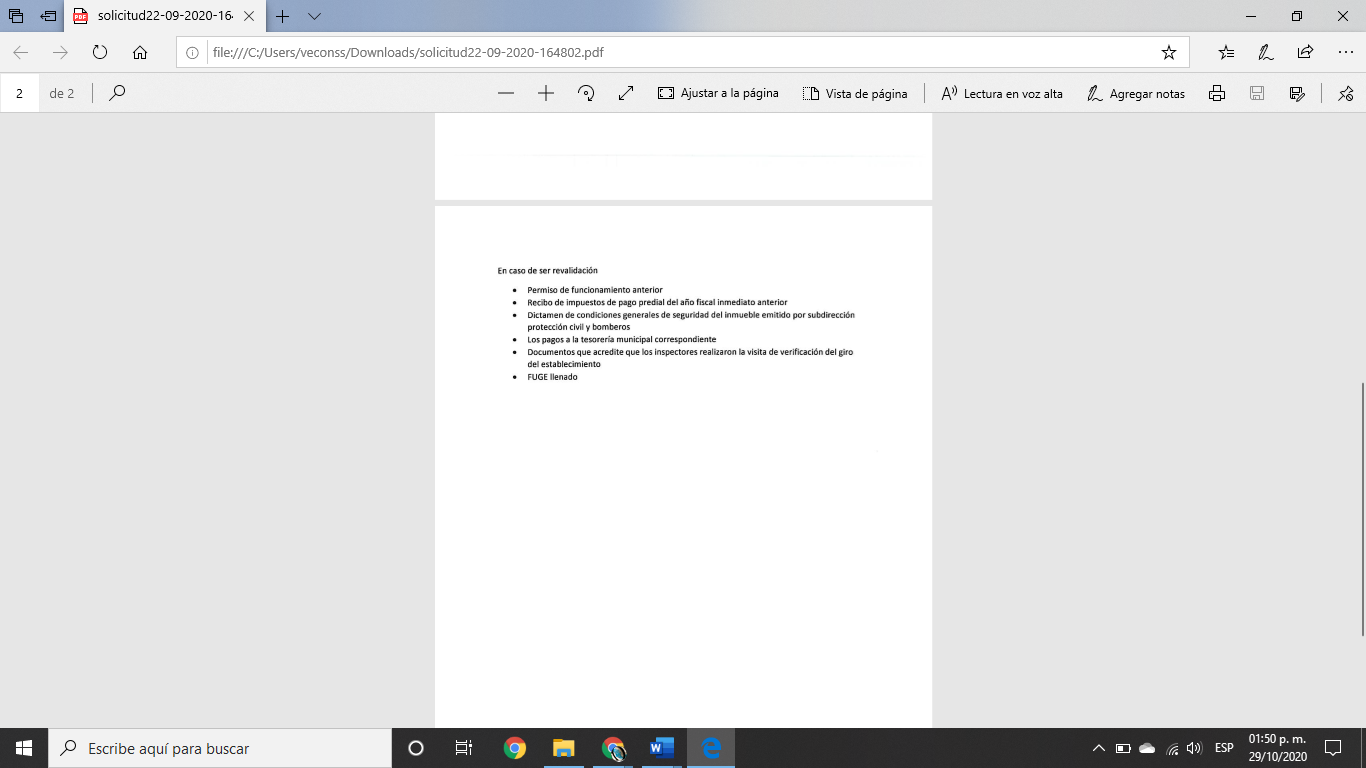 solicitud22-09-2020-164
file:///C:/Users/veconss/Downloads/solicitud22-09-2020-164802.pdf
2 de 2 Ajustar a la página Vista de página Lectura en voz alta Agregar notas
En caso de ser revalidación
• Permiso de funcionamiento anterior
• Recibo de impuestos de pago predial del año fiscal inmediato anterior
• Dictamen de condiciones generales de seguridad del inmueble emitido por subdirección
protección civil y bomberos
• Los pagos a la tesorería municipal correspondiente
• Documentos que acredite que los inspectores realizaron la visita de verificación del giro
del establecimiento
• FUGE llenado
Escribe aquí para buscar
ESP
01:50 p. m.
29/10/2020